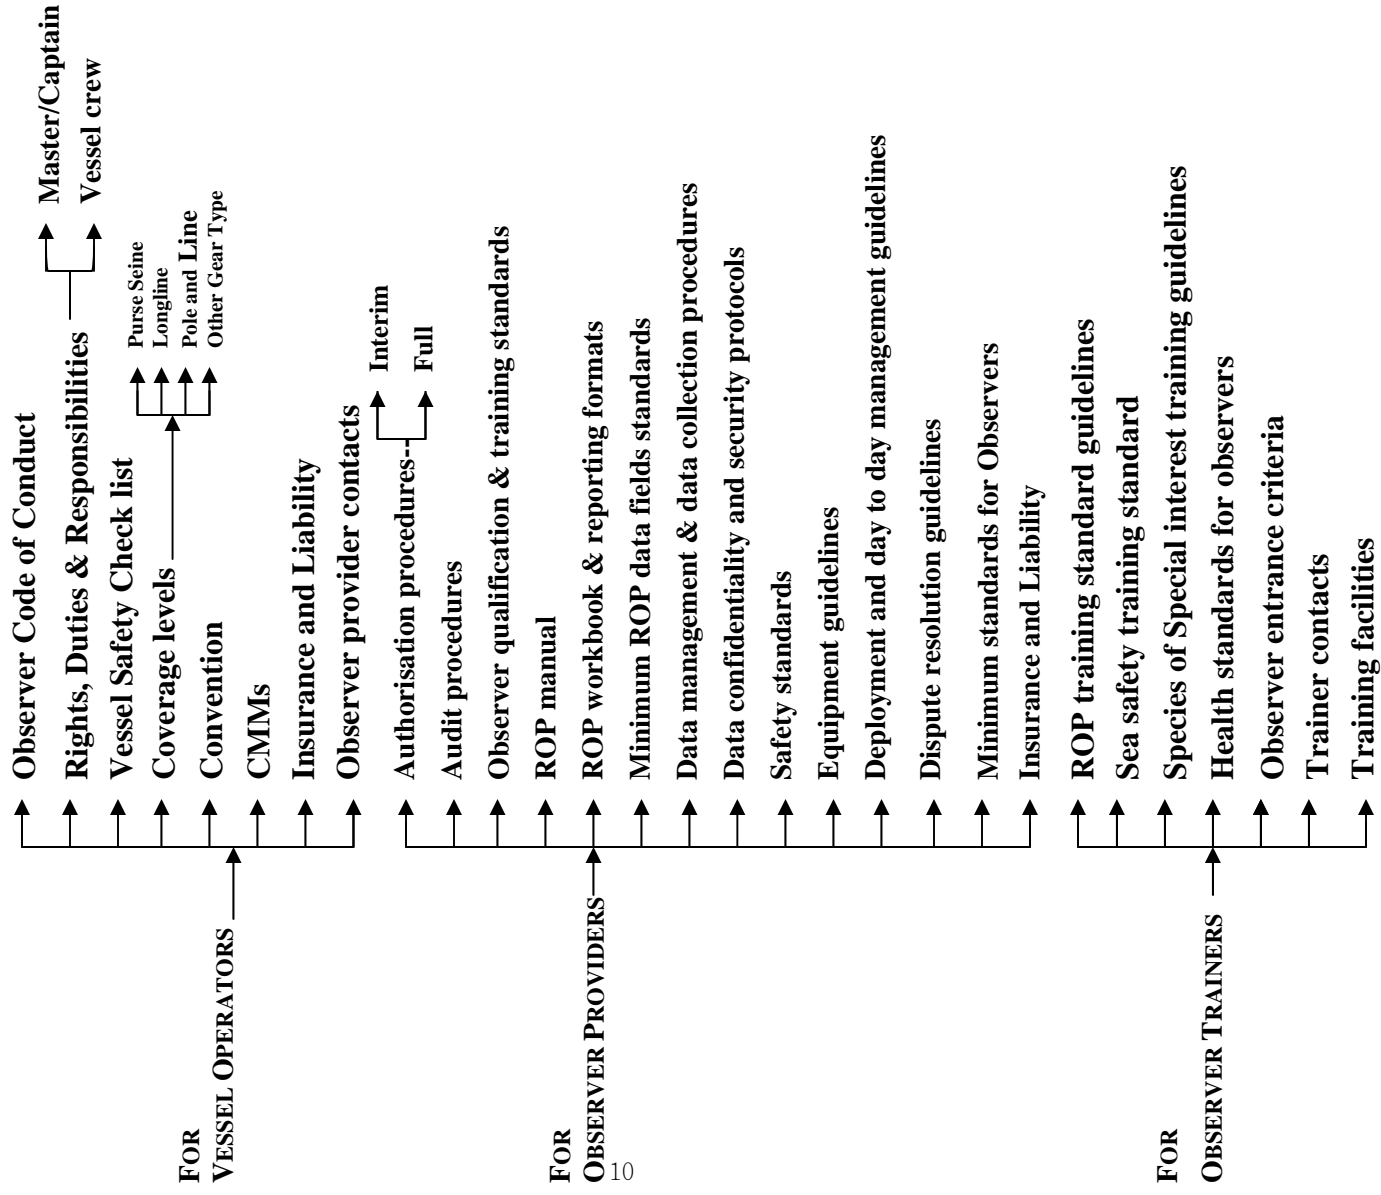 FOR
VESSEL OPERATORS
Observer Code of Conduct
Rights, Duties & Responsibilities
Master/Captain
Vessel crew
Vessel Safety Check list
Coverage levels
Purse Seine
Longline
Pole and Line
Other Gear Type
Convention
CMMs
Insurance and Liability
Observer provider contacts
FOR
OBSERVER PROVIDERS
Authorisation procedures--
Interim
Full
Audit procedures
Observer qualification & training standards
ROP manual
ROP workbook & reporting formats
Minimum ROP data fields standards
Data management & data collection procedures
Data confidentiality and security protocols
Safety standards
Equipment guidelines
Deployment and day to day management guidelines
Dispute resolution guidelines
Minimum standards for Observers
Insurance and Liability
FOR
OBSERVER TRAINERS
ROP training standard guidelines
Sea safety training standard
Species of Special interest training guidelines
Health standards for observers
Observer entrance criteria
Trainer contacts
Training facilities
10